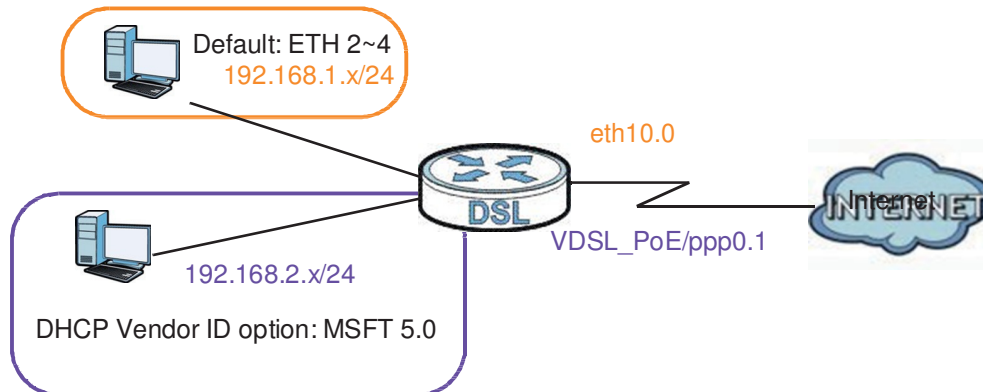 Default: ETH 2~4
192.168.1.x/24
eth10.0
DSL
Internet
INTERNET
VDSL_PoE/ppp0.1
192.168.2.x/24
DHCP Vendor ID option: MSFT 5.0